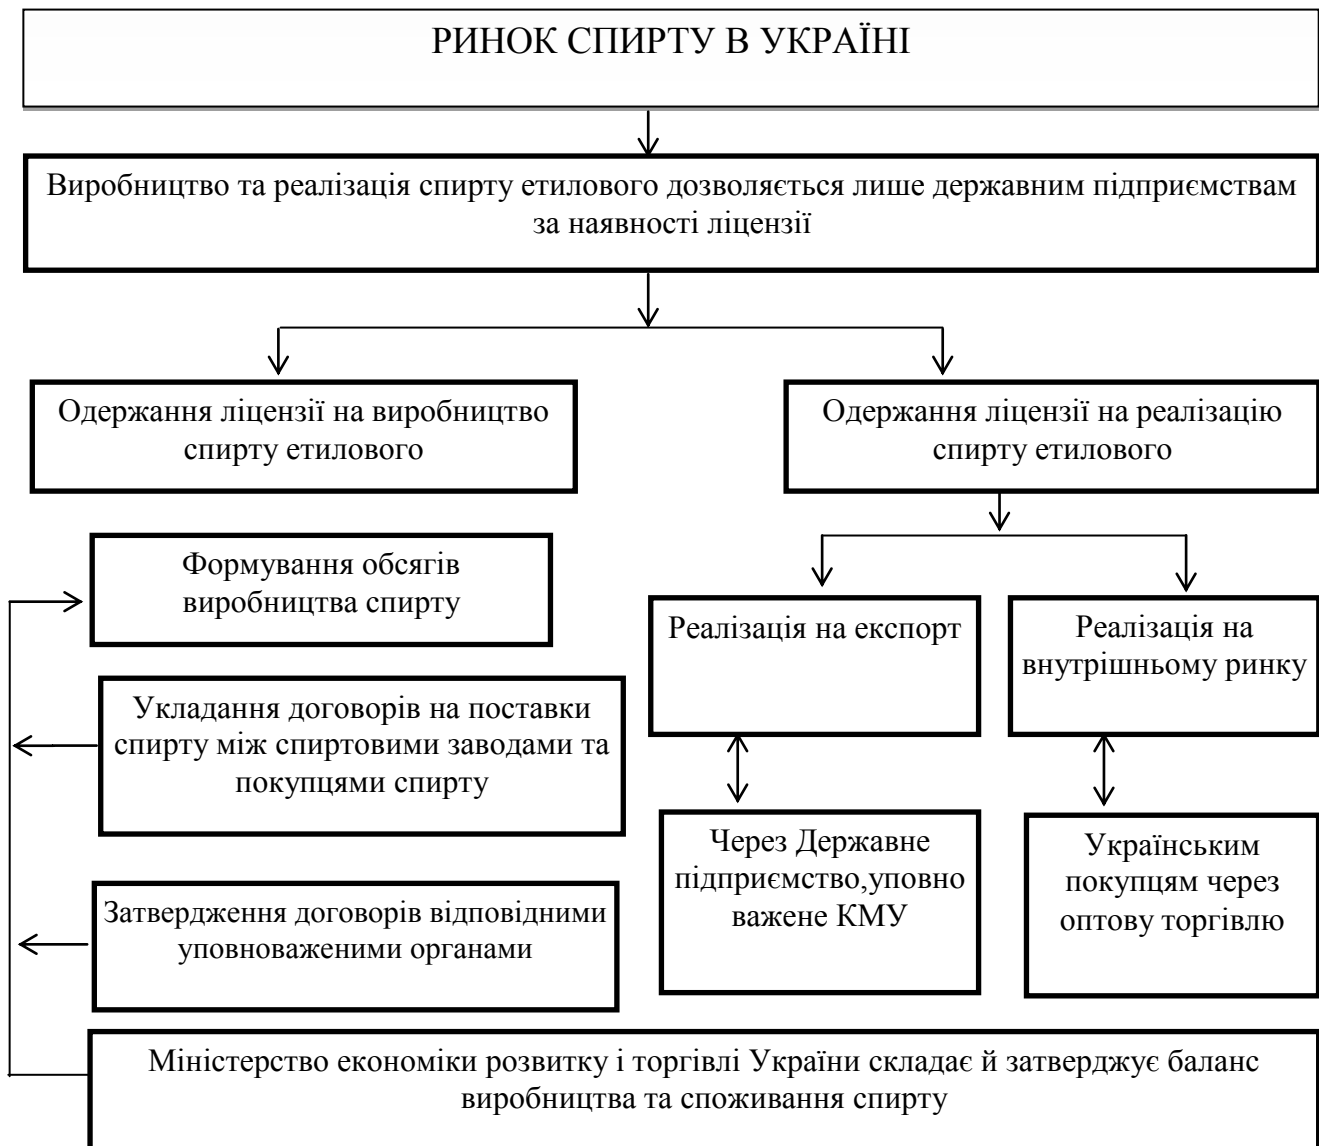 РИНОК СПИРТУ В УКРАЇНІ
Виробництво та реалізація спирту етилового дозволяється лише державним підприємствам
за наявності ліцензії
Одержання ліцензії на виробництво
спирту етилового
Одержання ліцензії на реалізацію
спирту етилового
Формування обсягів
виробництва спирту
Реалізація на експорт
Реалізація на
внутрішньому ринку
Укладання договорів на поставки
спирту між спиртовими заводами та
покупцями спирту
Через Державне
підприємство,уповно
важене КМУ
Українським
покупцям через
оптову торгівлю
Затвердження договорів відповідними
уповноваженими органами
Міністерство економіки розвитку і торгівлі України складає й затверджує баланс
виробництва та споживання спирту